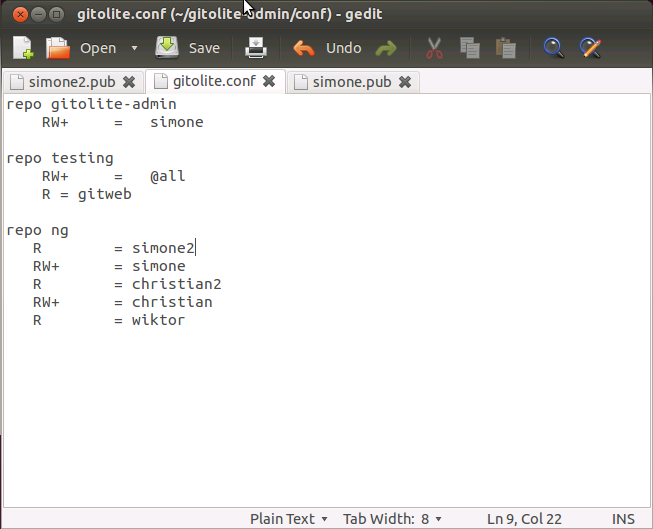 gitolite.conf (~/gitolite-admin/conf) - gedit
Open Save Undo
simone2.pub gitolite.conf simone.pub
repo gitolite-admin
    RW+     =   simone

repo testing
    RW+     =   @all
    R = gitweb

repo ng
   R        = simone2
   RW+      = simone
   R        = christian2
   RW+      = christian
   R        = wiktor
Plain Text Tab Width: 8 Ln 9, Col 22 INS